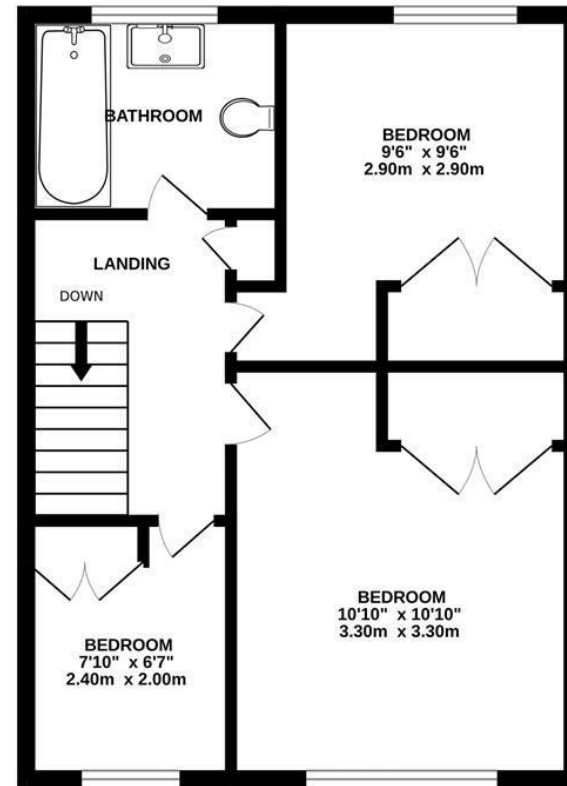 BATHROOM
BEDROOM
9'6" x 9'6"
2.90m x 2.90m
LANDING
DOWN
BEDROOM
10'10" x 10'10"
3.30m x 3.30m
BEDROOM
7'10" x 6'7"
2.40m x 2.00m